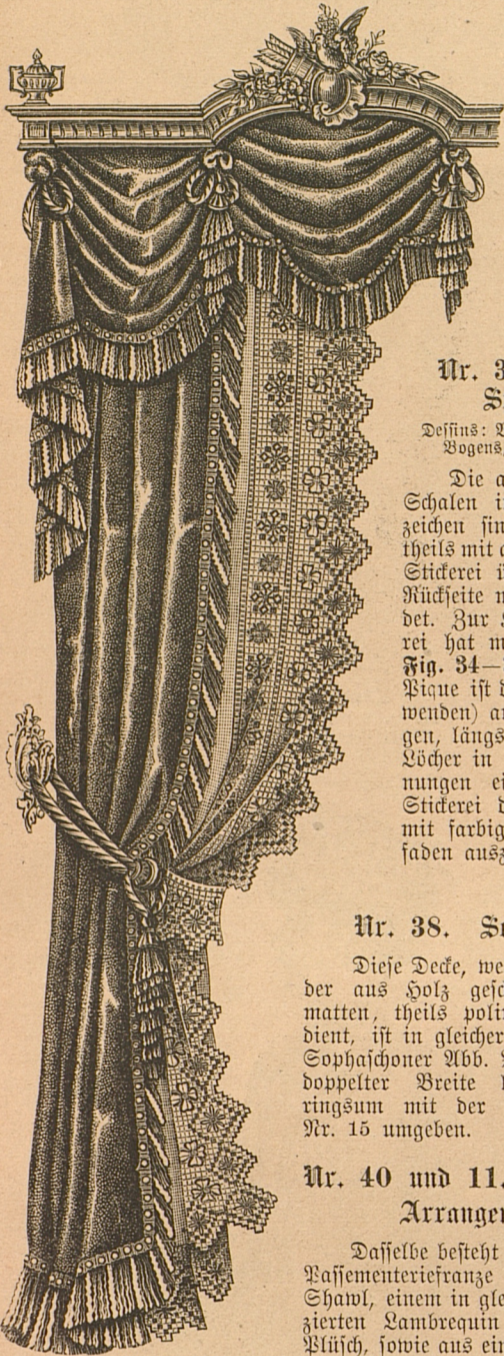 Nr. 3
S
Dessins: V
Bogens,
Die a
Schalen i
zeichen sin
theils mit d
Stickerei ü
Rückseite n
det. Zur
rei hat m
Fig. 34—
Pique ist d
wenden) a
gen, längs
Löcher in
nungen ei
Stickerei d
mit farbig
faden ausz
Nr. 38. S
Diese Decke, we
der aus Holz gesc
matten, theils poli
dient, ist in gleicher
Sophaschoner Abb.
doppelter Breite
ringsum mit der
Nr. 15 umgeben.
Nr. 40 und 11.
Arranger
Dasselbe besteht
Passementeriefranze
Shawl, einem in gle
zierten Lambrequin
Plüsch, sowie aus ein